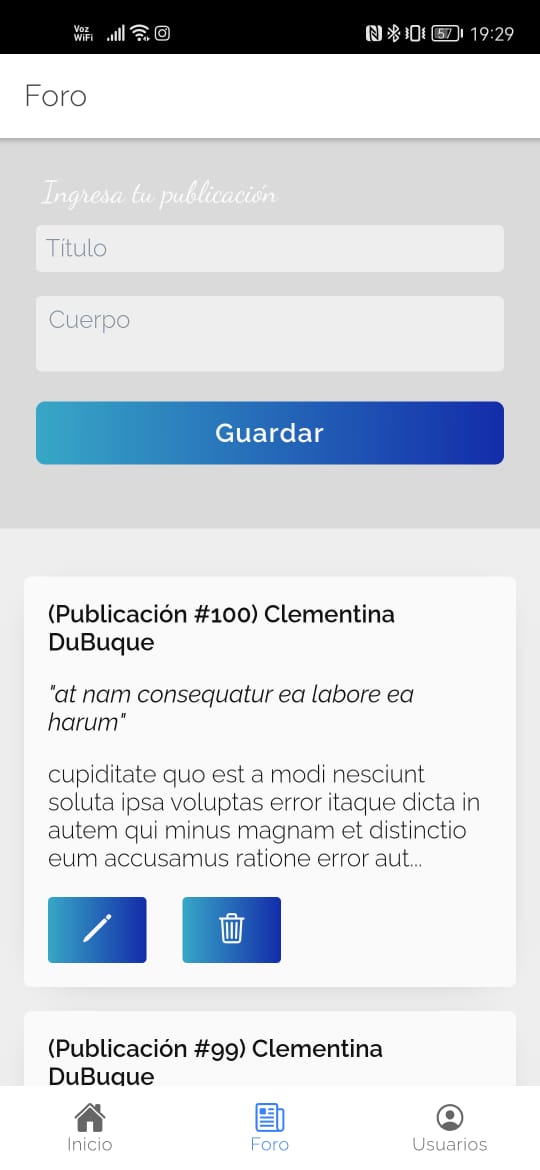 Voz
WiFi
57
19:29
Foro
Ingresa tu publicación
Título
Cuerpo
Guardar
(Publicación #100) Clementina
DuBuque
"at nam consequatur ea labore ea
harum"
cupiditate quo est a modi nesciunt
soluta ipsa voluptas error itaque dicta in
autem qui minus magnam et distinctio
eum accusamus ratione error aut...
(Publicación #99) Clementina
DuBuque
Inicio
Foro
Usuarios